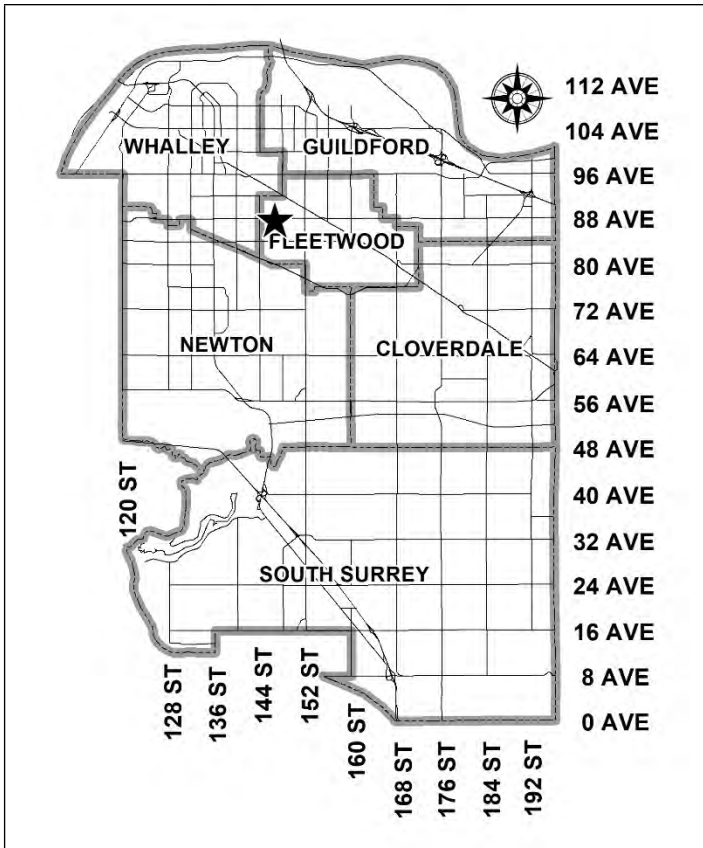 112 AVE
104 AVE
WHALLEY
GUILDFORD
96 AVE
88 AVE
FLEETWOOD
80 AVE
72 AVE
NEWTON
CLOVERDALE
64 AVE
56 AVE
48 AVE
120 ST
40 AVE
32 AVE
SOUTH SURREY
24 AVE
16 AVE
8 AVE
0 AVE
128 ST
136 ST
144 ST
152 ST
160 ST
168 ST
176 ST
184 ST
192 ST